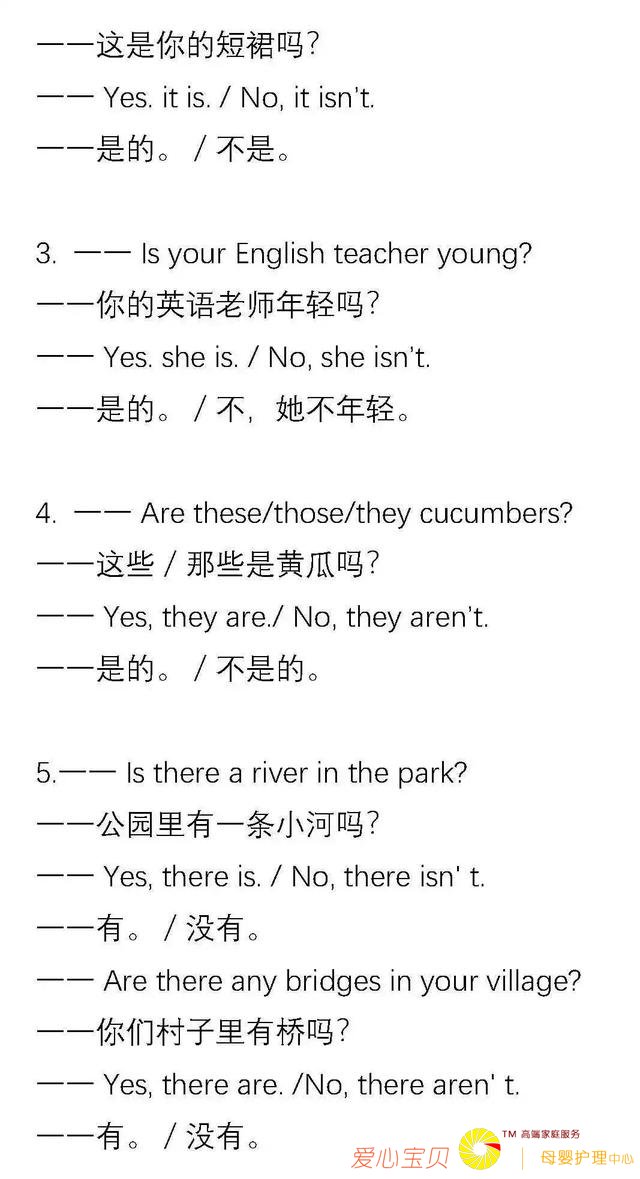 ——这是你的短裙吗?
—— Yes. it is. / No, it isn't.
——是的。 / 不是。
3. —— Is your English teacher young?
——你的英语老师年轻吗?
—— Yes. she is. / No, she isn't.
——是的。 / 不，她不年轻。
4. —— Are these/those/they cucumbers?
——这些 / 那些是黄瓜吗?
—— Yes, they are./ No, they aren't.
——是的。 / 不是的。
5.—— Is there a river in the park?
——公园里有一条小河吗?
—— Yes, there is. / No, there isn' t.
——有。 / 没有。
—— Are there any bridges in your village?
——你们村子里有桥吗?
—— Yes, there are. /No, there aren' t.
——有。 / 没有。
爱心宝贝 TM 高端家庭服务
母婴护理中心